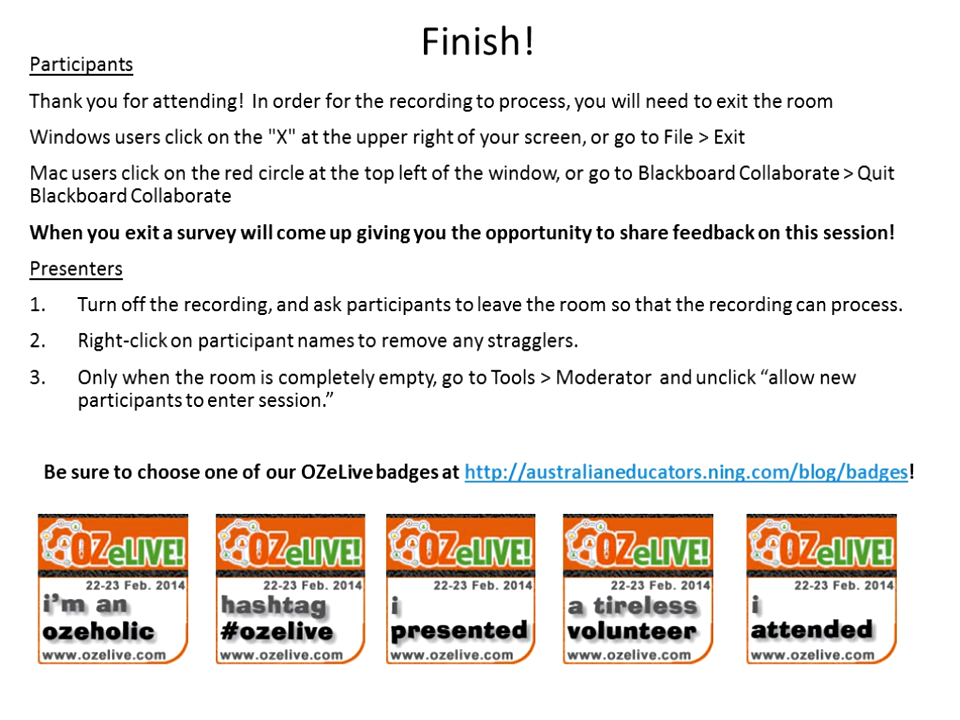 Finish!
Participants
Thank you for attending! In order for the recording to process, you will need to exit the room
Windows users click on the "X" at the upper right of your screen, or go to File > Exit
Mac users click on the red circle at the top left of the window, or go to Blackboard Collaborate > Quit
Blackboard Collaborate
When you exit a survey will come up giving you the opportunity to share feedback on this session!
Presenters
1. Turn off the recording, and ask participants to leave the room so that the recording can process.
2. Right-click on participant names to remove any stragglers.
3. Only when the room is completely empty, go to Tools > Moderator and unclick “allow new
participants to enter session.”
Be sure to choose one of our OZeLive badges at http://australianeducators.ning.com/blog/badges!
OZeLIVE!
22-23 Feb. 2014
i'm an
ozeholic
www.ozelive.com
OZeLIVE!
22-23 Feb. 2014
hashtag
#ozelive
www.ozelive.com
OZeLIVE!
22-23 Feb. 2014
i
presented
www.ozelive.com
OZeLIVE!
22-23 Feb. 2014
a tireless
volunteer
www.ozelive.com
OZeLIVE!
22-23 Feb. 2014
i
attended
www.ozelive.com